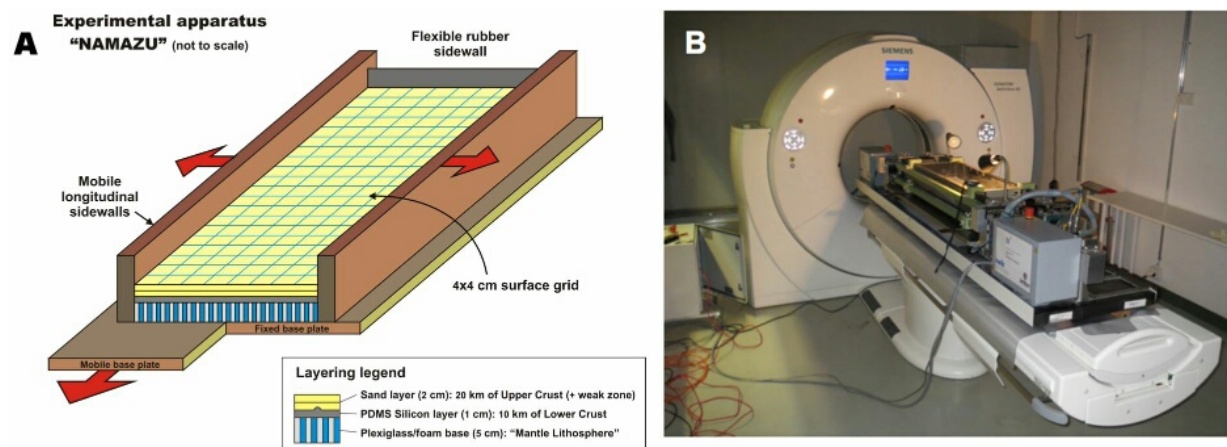 A
Experimental apparatus
“NAMAZU” (not to scale)
Flexible rubber
sidewall
Mobile
longitudinal
sidewalls
4x4 cm surface grid
Fixed base plate
Mobile base plate
Layering legend
Sand layer (2 cm): 20 km of Upper Crust (+ weak zone)
PDMS Silicon layer (1 cm): 10 km of Lower Crust
Plexiglass/foam base (5 cm): “Mantle Lithosphere”
B
SIEMENS